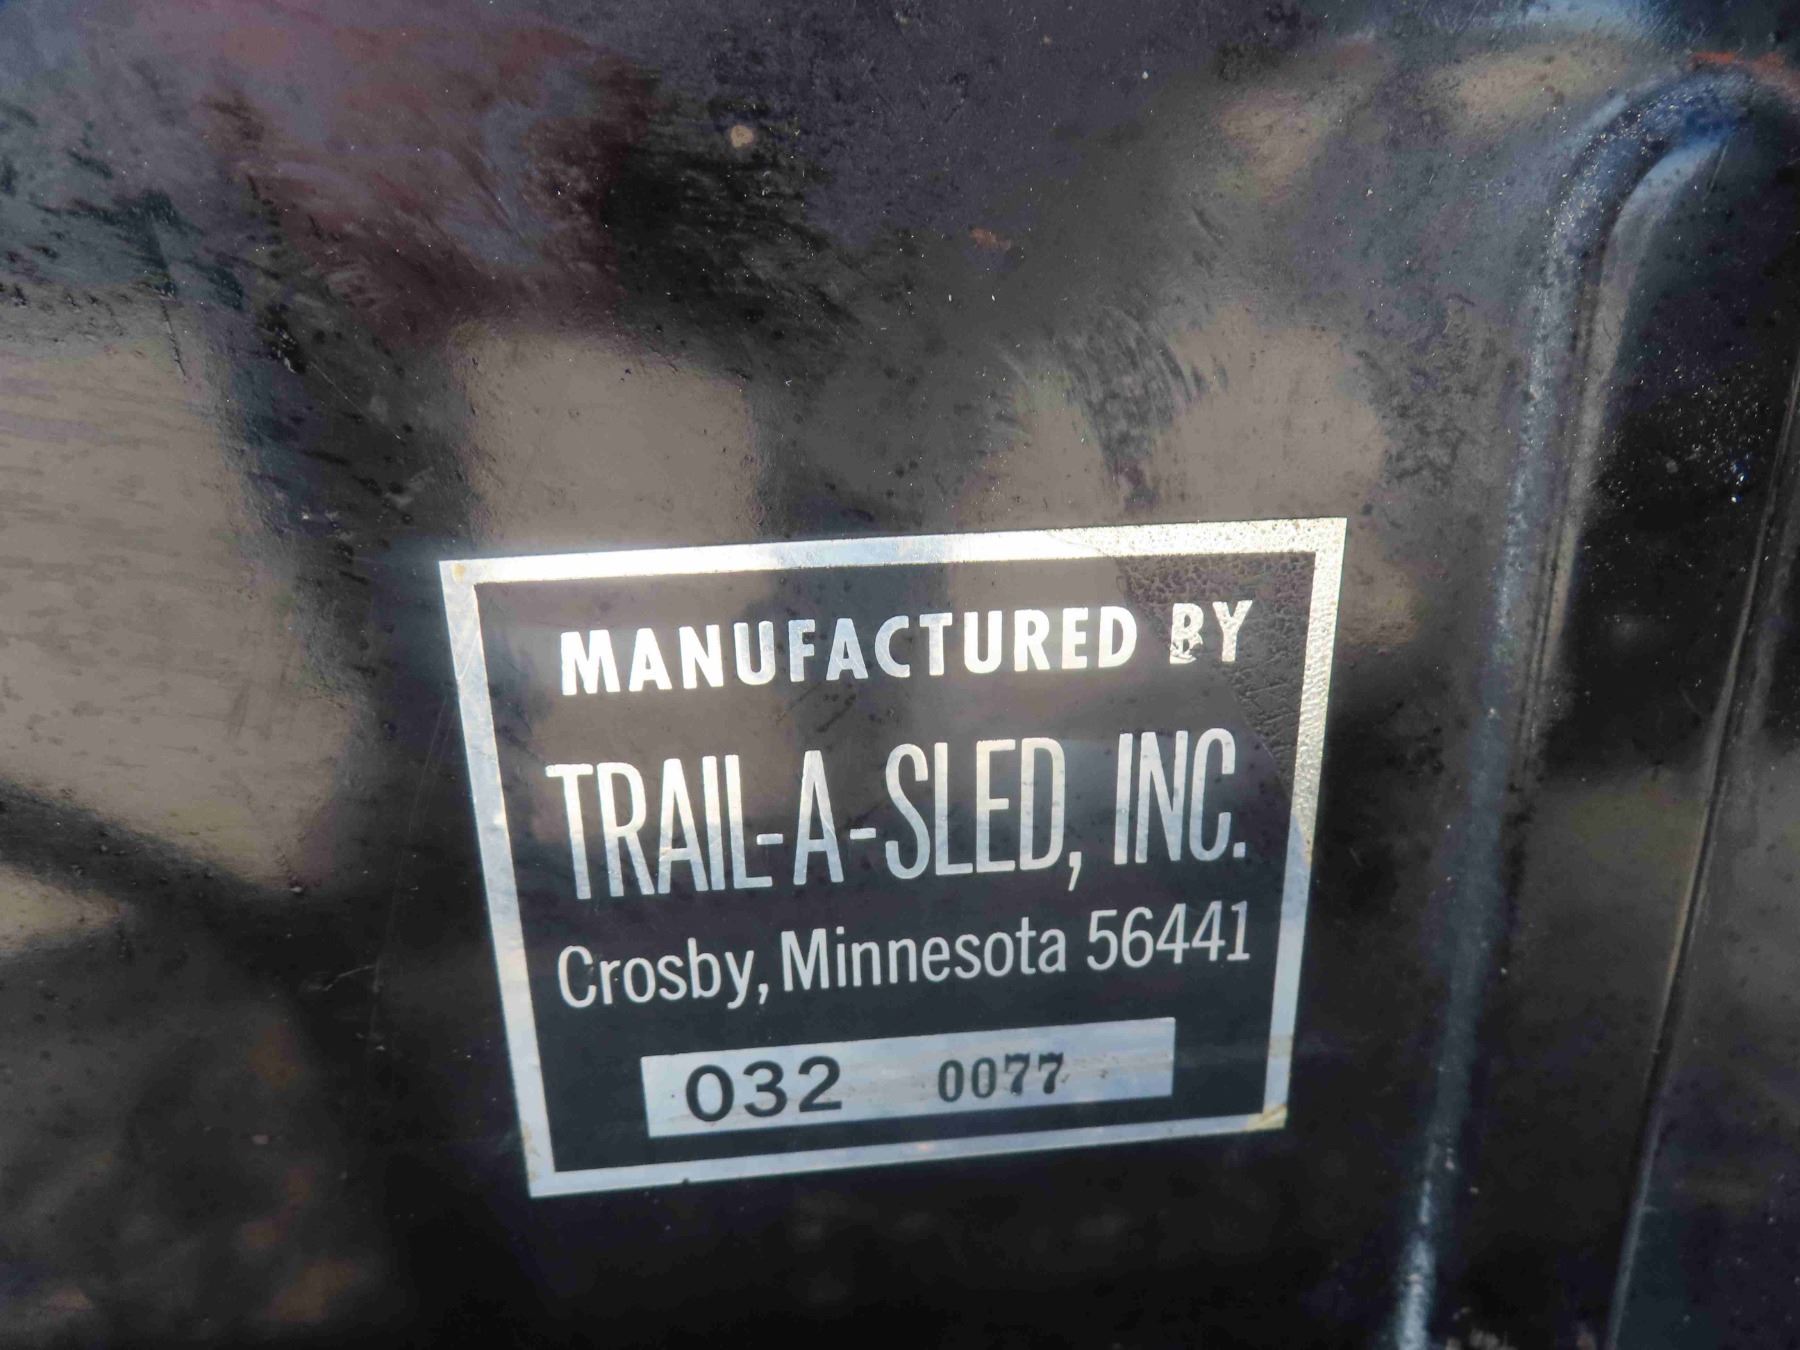 MANUFACTURED BY
TRAIL-A-SLED, INC.
Crosby, Minnesota 56441
032 0077